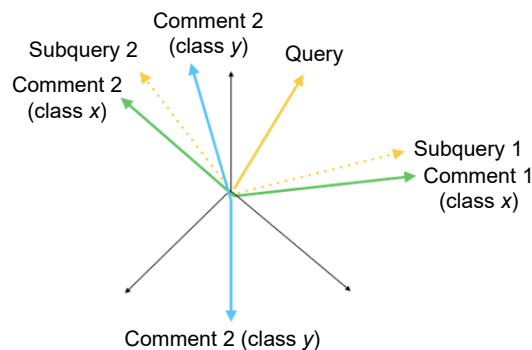 Comment 2
(class y)
Subquery 2
Query
Comment 2
(class x)
Subquery 1
Comment 1
(class x)
Comment 2 (class y)